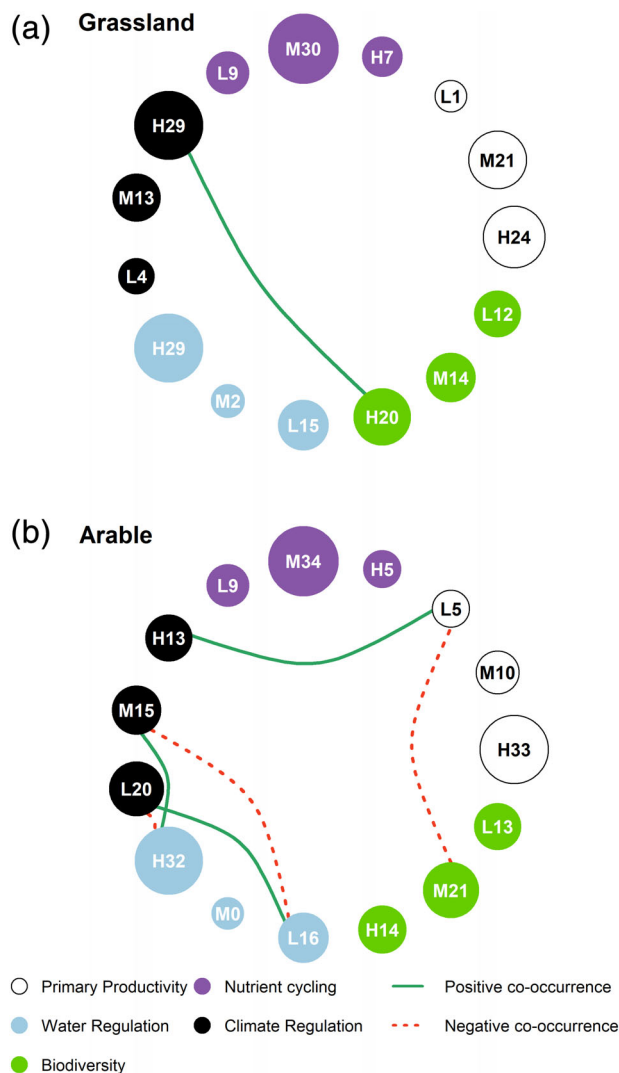 (a) Grassland
M30
L9
H7
L1
H29
M21
M13
H24
L4
L12
H29
M14
M2
H20
L15
(b) Arable
M34
L9
H5
L5
H13
M10
M15
H33
L20
L13
H32
M21
M0
L16
H14
Primary Productivity Nutrient cycling Positive co-occurrence
Water Regulation Climate Regulation Negative co-occurrence
Biodiversity